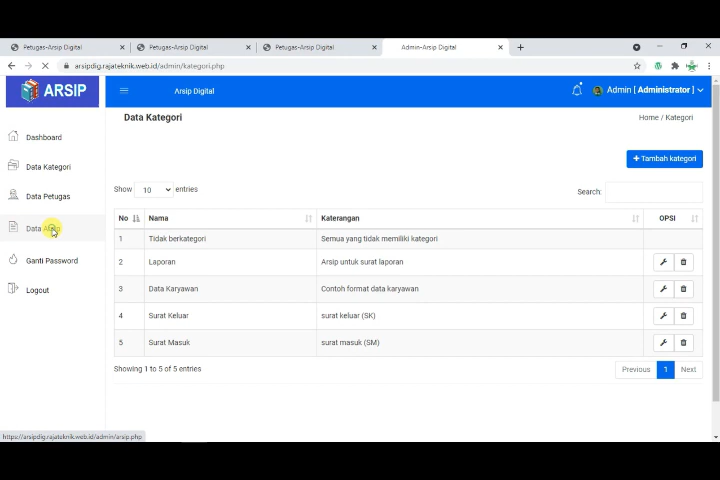 Petugas-Arsip Digital
Petugas-Arsip Digital
Petugas-Arsip Digital
Admin-Arsip Digital
arsipdig.rajateknik.web.id/admin/kategori.php
ARSIP
Arsip Digital
Admin [ Administrator ]
Dashboard
Data Kategori
Data Petugas
Data
Ganti Password
Logout
Data Kategori
Home / Kategori
+ Tambah kategori
Show 10 entries
Search:
No Nama Katerangan OPSI
1 Tidak berkategori Semua yang tidak memiliki kategori
2 Laporan Arsip untuk surat laporan
3 Data Karyawan Contoh format data karyawan
4 Surat Keluar surat keluar (SK)
5 Surat Masuk surat masuk (SM)
Showing 1 to 5 of 5 entries
Previous 1 Next
https://arsipdig.rajateknik.web.id/admin/arsip.php